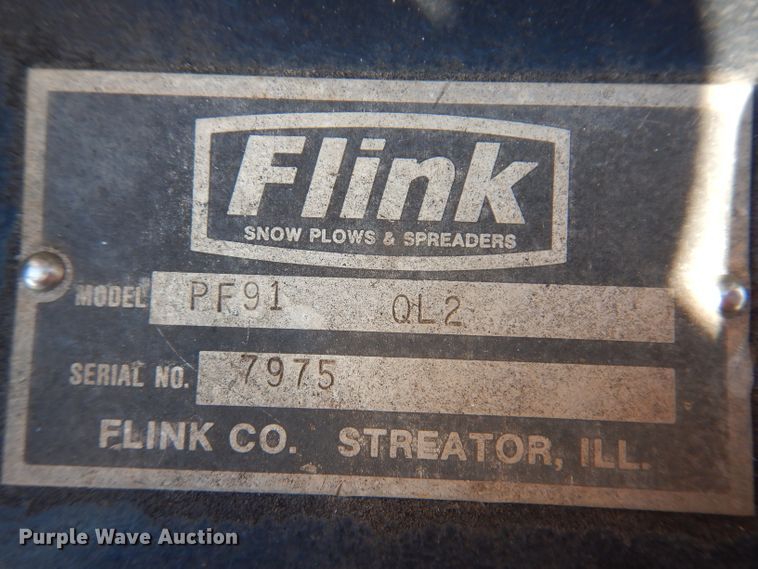 Flink
SNOW PLOWS & SPREADERS
MODEL PF91 QL2
SERIAL NO. 7975
FLINK CO. STREATOR, ILL.
Purple Wave Auction